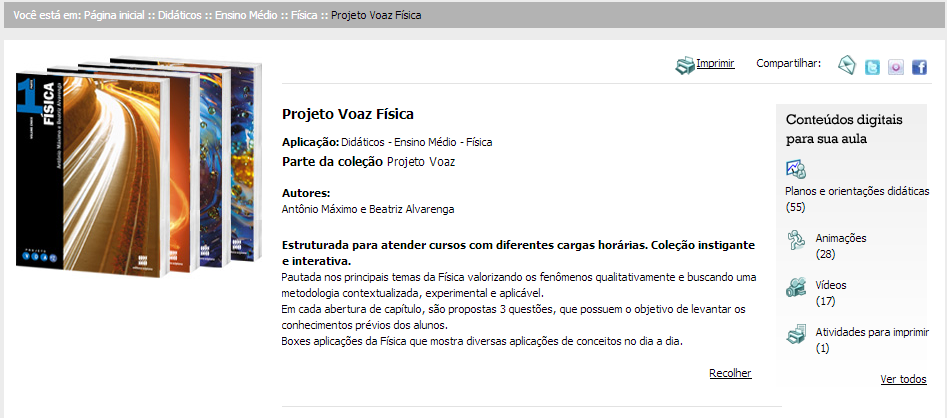 Você está em: Página inicial :: Didáticos :: Ensino Médio :: Física :: Projeto Voaz Física
Imprimir
Compartilhar:
1
FÍSICA
VOLUME ÚNICO
Antônio Máximo e Beatriz Alvarenga
PROJETO
VOAZ
Projeto Voaz Física
Aplicação: Didáticos - Ensino Médio - Física
Parte da coleção Projeto Voaz
Autores:
Antônio Máximo e Beatriz Alvarenga
Estruturada para atender cursos com diferentes cargas horárias. Coleção instigante
e interativa.
Pautada nos principais temas da Física valorizando os fenômenos qualitativamente e buscando uma
metodologia contextualizada, experimental e aplicável.
Em cada abertura de capítulo, são propostas 3 questões, que possuem o objetivo de levantar os
conhecimentos prévios dos alunos.
Boxes aplicações da Física que mostra diversas aplicações de conceitos no dia a dia.
Recolher
Conteúdos digitais
para sua aula
Planos e orientações didáticas
(55)
Animações
(28)
Vídeos
(17)
Atividades para imprimir
(1)
Ver todos